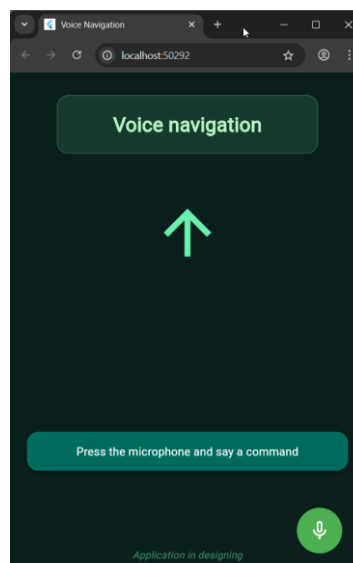 Voice Navigation
localhost:50292
Voice navigation
Press the microphone and say a command
Application in designing